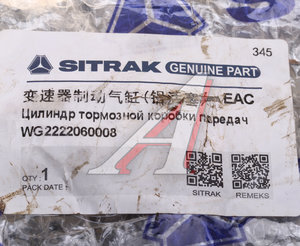 345
SITRAK GENUINE PART
变速器制动气缸 EAC
Цилиндр тормозной коробки передач
WG2222060008
QTY : 1
PACK DATE :
SITRAK REMEKS